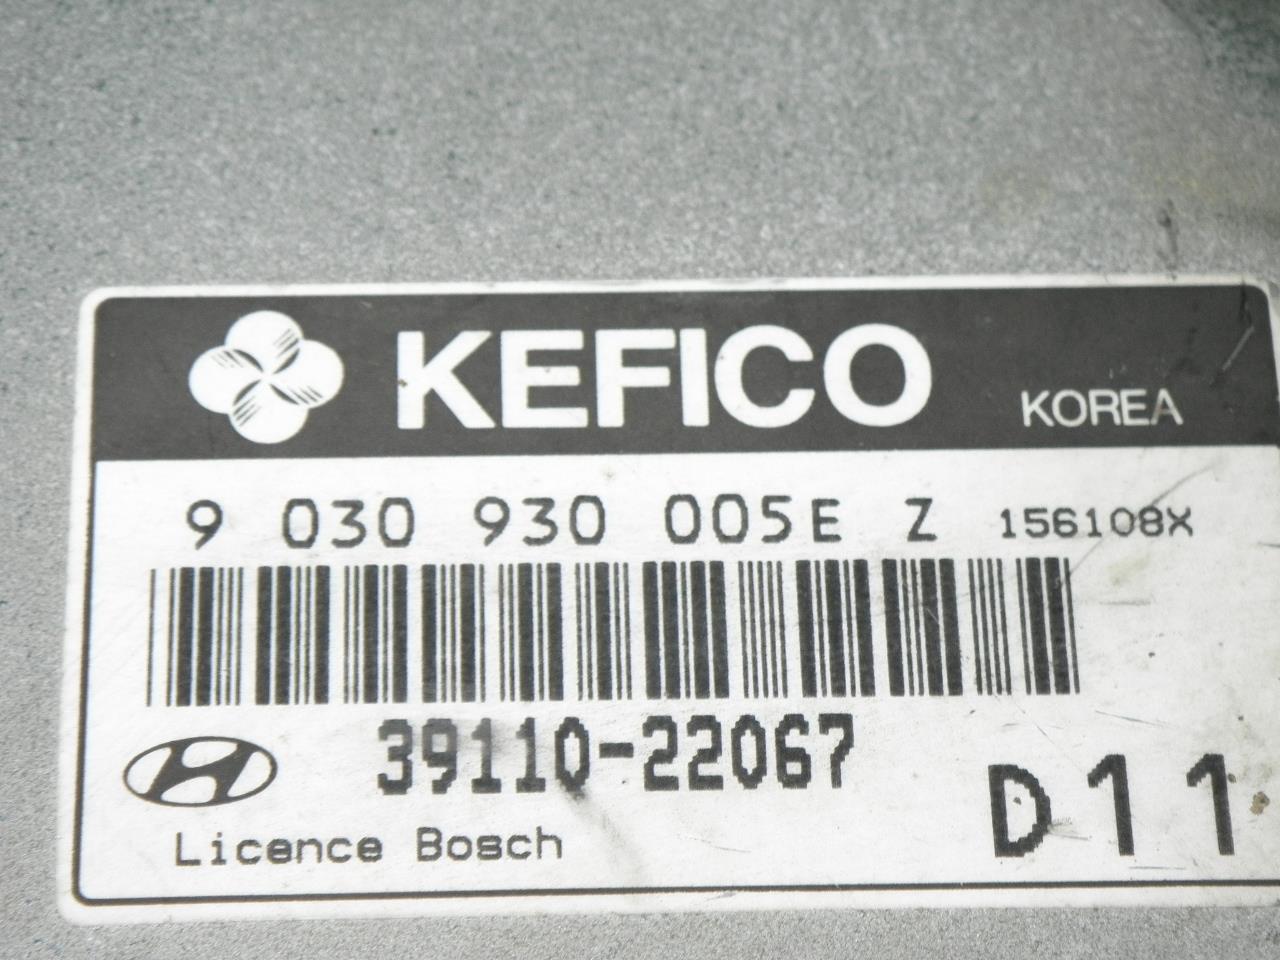 KEFICO KOREA
9 030 930 005E Z 156108X
39110-22067
Licence Bosch
D11